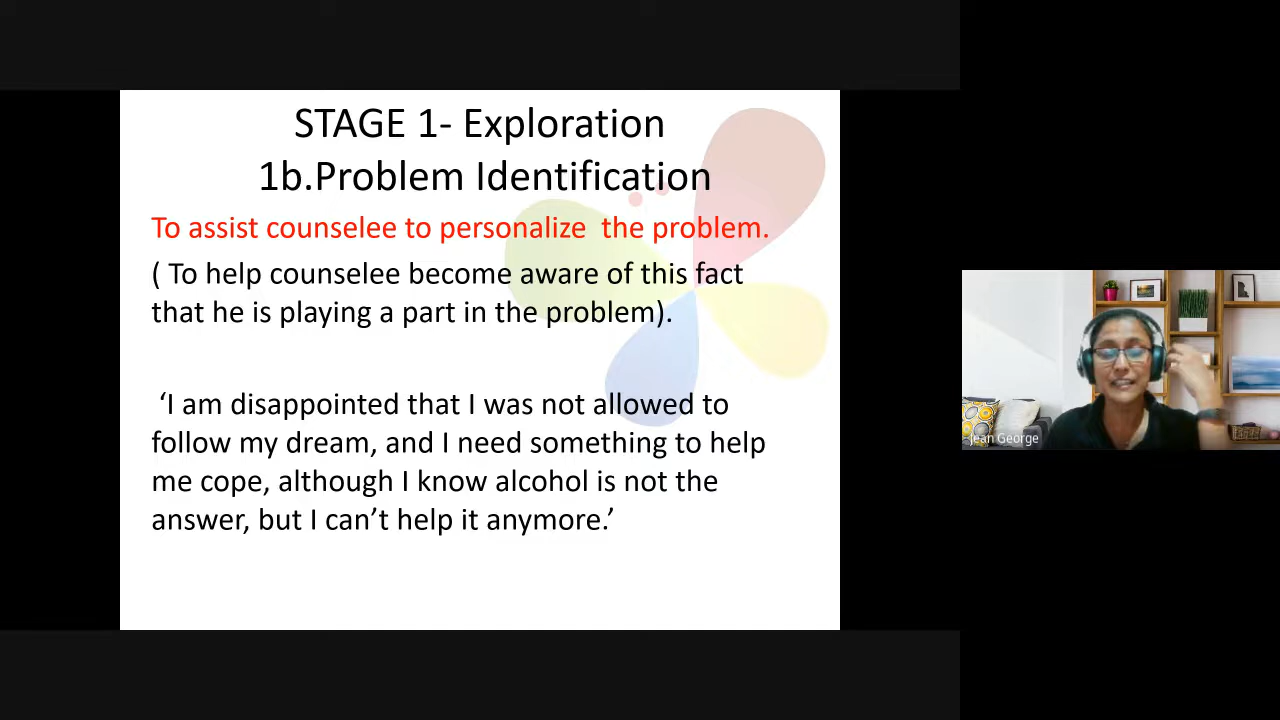 STAGE 1- Exploration
1b.Problem Identification
To assist counselee to personalize  the problem.
( To help counselee become aware of this fact
that he is playing a part in the problem).
‘I am disappointed that I was not allowed to
follow my dream, and I need something to help
me cope, although I know alcohol is not the
answer, but I can’t help it anymore.’
Jean George